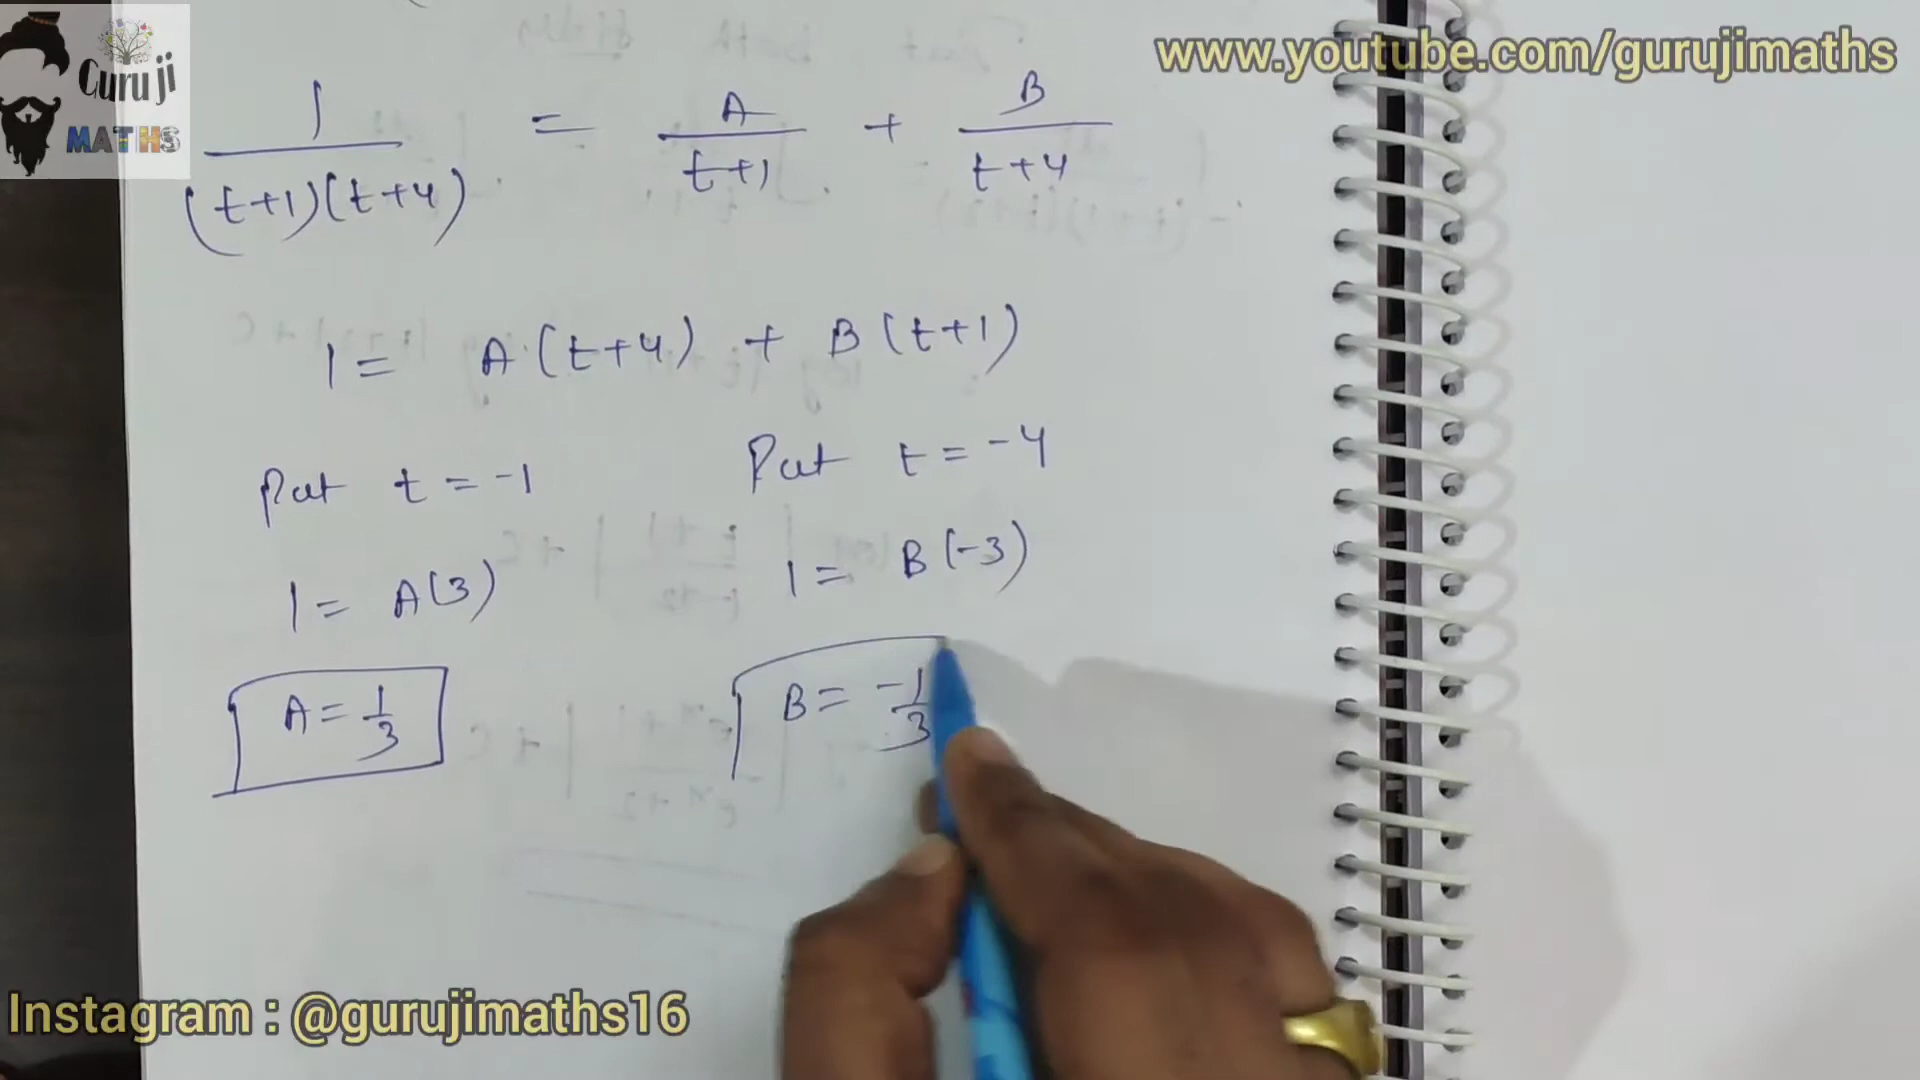 Guru ji
MATHS
www.youtube.com/gurujimaths
1/((t+1)(t+4)) = A/(t+1) + B/(t+4)
1 = A(t+4) + B(t+1)
Put t = -1
Put t = -4
1 = A(3)
1 = B(-3)
A = 1/3
B = -1/3
Instagram : @gurujimaths16